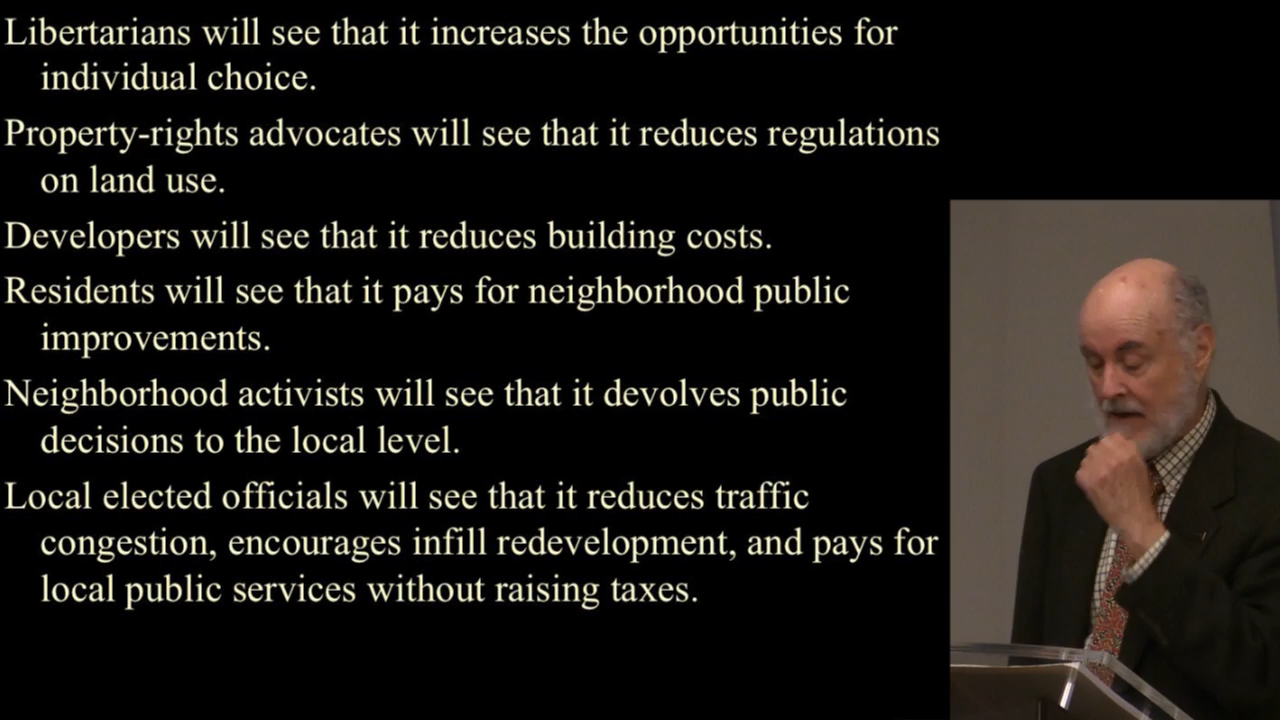 Libertarians will see that it increases the opportunities for
individual choice.
Property-rights advocates will see that it reduces regulations
on land use.
Developers will see that it reduces building costs.
Residents will see that it pays for neighborhood public
improvements.
Neighborhood activists will see that it devolves public
decisions to the local level.
Local elected officials will see that it reduces traffic
congestion, encourages infill redevelopment, and pays for
local public services without raising taxes.